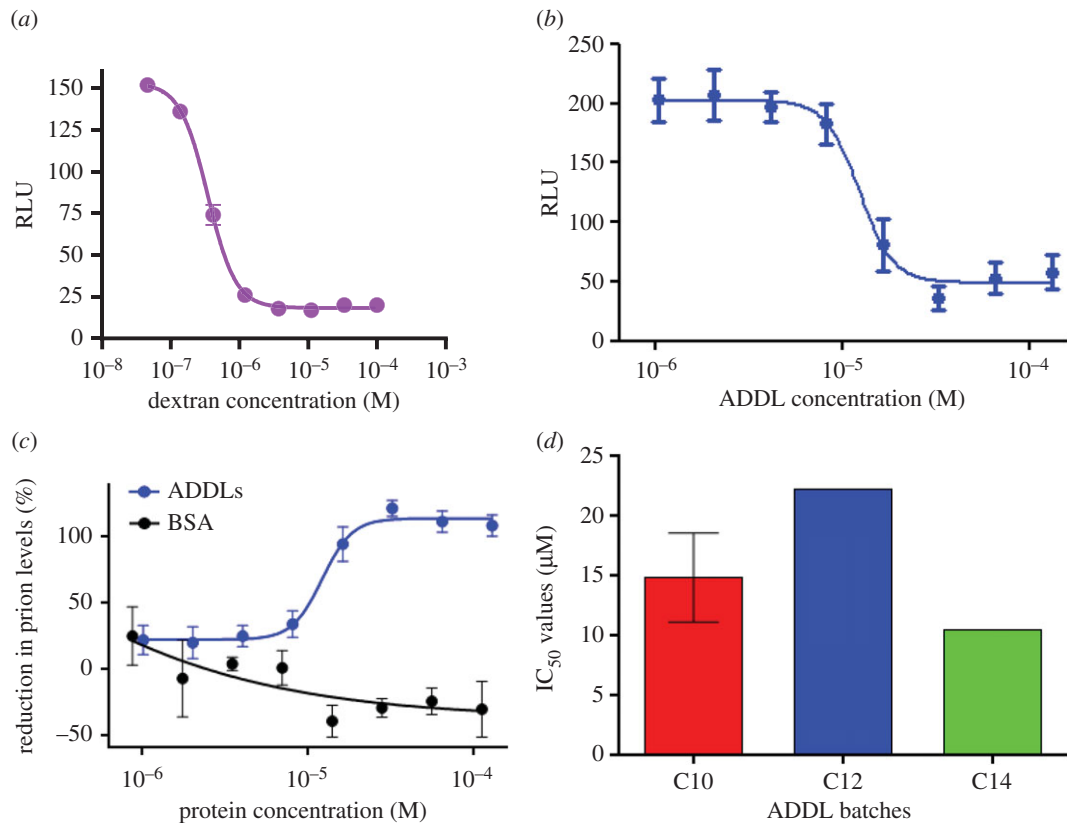 (a)
150
125
100
75
50
25
0
RLU
10⁻⁸ 10⁻⁷ 10⁻⁶ 10⁻⁵ 10⁻⁴ 10⁻³
dextran concentration (M)
(b)
250
200
150
100
50
0
RLU
10⁻⁶ 10⁻⁵ 10⁻⁴
ADDL concentration (M)
(c)
ADDLs
BSA
100
50
0
–50
reduction in prion levels (%)
10⁻⁶ 10⁻⁵ 10⁻⁴
protein concentration (M)
(d)
25
20
15
10
5
0
IC₅₀ values (μM)
C10 C12 C14
ADDL batches